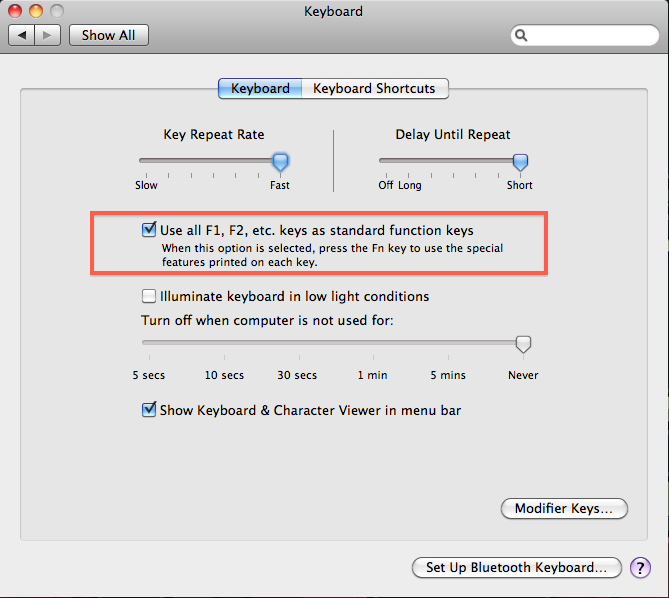 Keyboard
Show All
Keyboard Keyboard Shortcuts
Key Repeat Rate Delay Until Repeat
Slow Fast Off Long Short
Use all F1, F2, etc. keys as standard function keys
When this option is selected, press the Fn key to use the special
features printed on each key.
Illuminate keyboard in low light conditions
Turn off when computer is not used for:
5 secs 10 secs 30 secs 1 min 5 mins Never
Show Keyboard & Character Viewer in menu bar
Modifier Keys...
Set Up Bluetooth Keyboard... ?